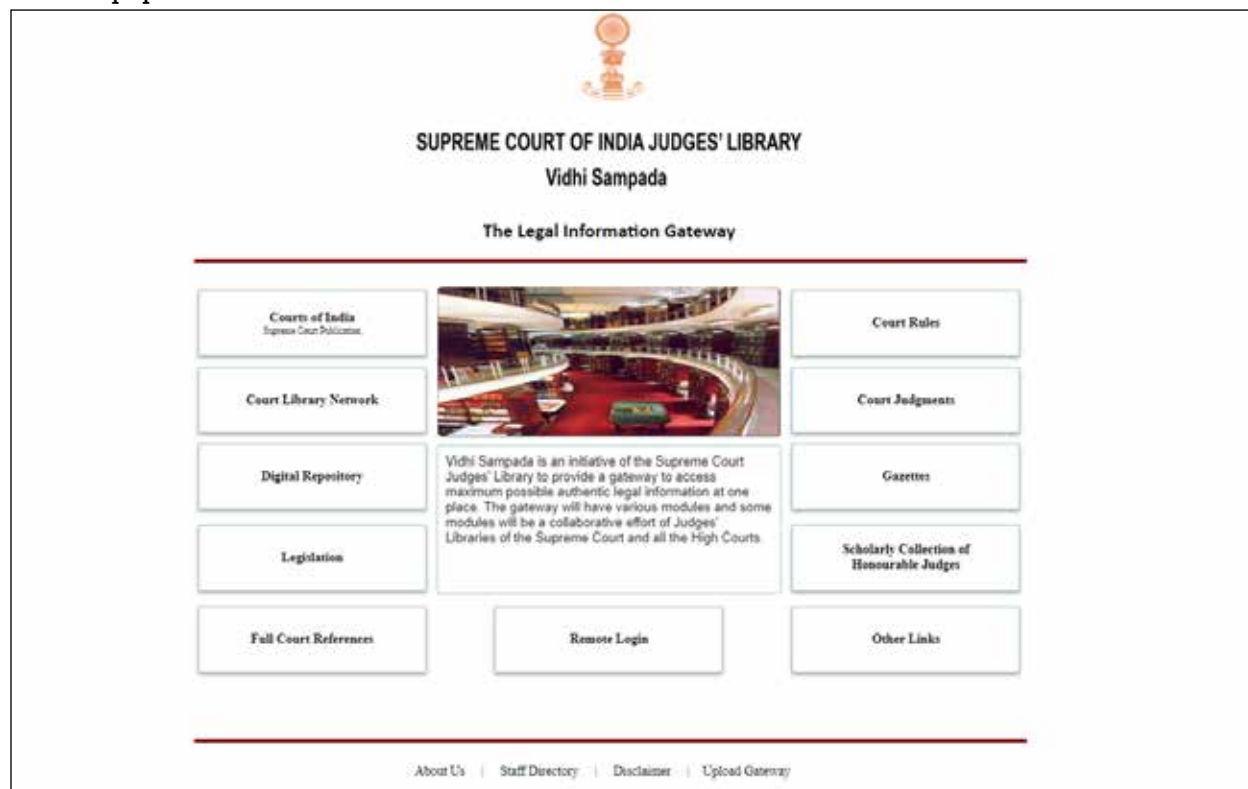 SUPREME COURT OF INDIA JUDGES' LIBRARY
Vidhi Sampada
The Legal Information Gateway
Courts of India
Supreme Court Publication
Court Library Network
Digital Repository
Legislation
Full Court References
Vidhi Sampada is an initiative of the Supreme Court
Judges' Library to provide a gateway to access
maximum possible authentic legal information at one
place. The gateway will have various modules and some
modules will be a collaborative effort of Judges'
Libraries of the Supreme Court and all the High Courts
Remote Login
Court Rules
Court Judgments
Gazettes
Scholarly Collection of
Honourable Judges
Other Links
About Us | Staff Directory | Disclaimer | Upload Gateway